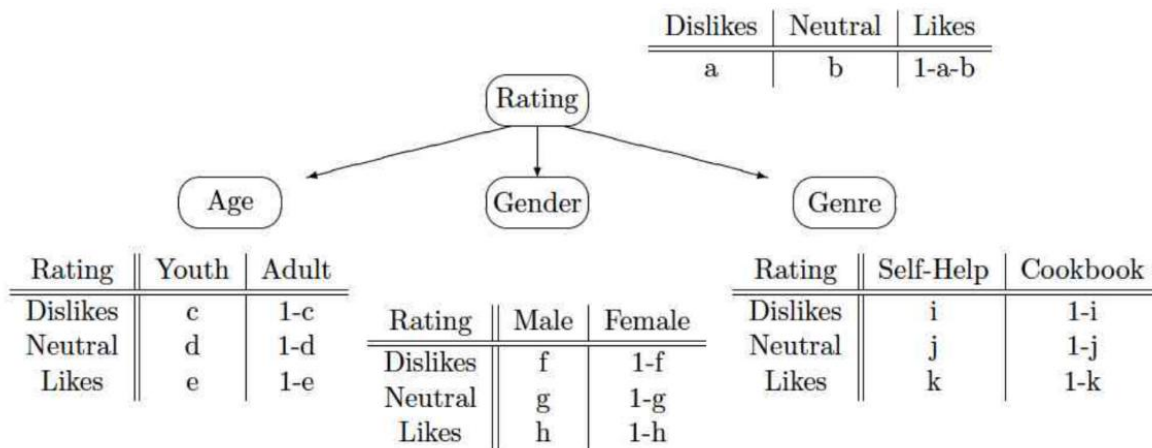 Dislikes Neutral Likes
a b 1-a-b
Rating
Age
Gender
Genre
Rating Youth Adult
Dislikes c 1-c
Neutral d 1-d
Likes e 1-e
Rating Male Female
Dislikes f 1-f
Neutral g 1-g
Likes h 1-h
Rating Self-Help Cookbook
Dislikes i 1-i
Neutral j 1-j
Likes k 1-k